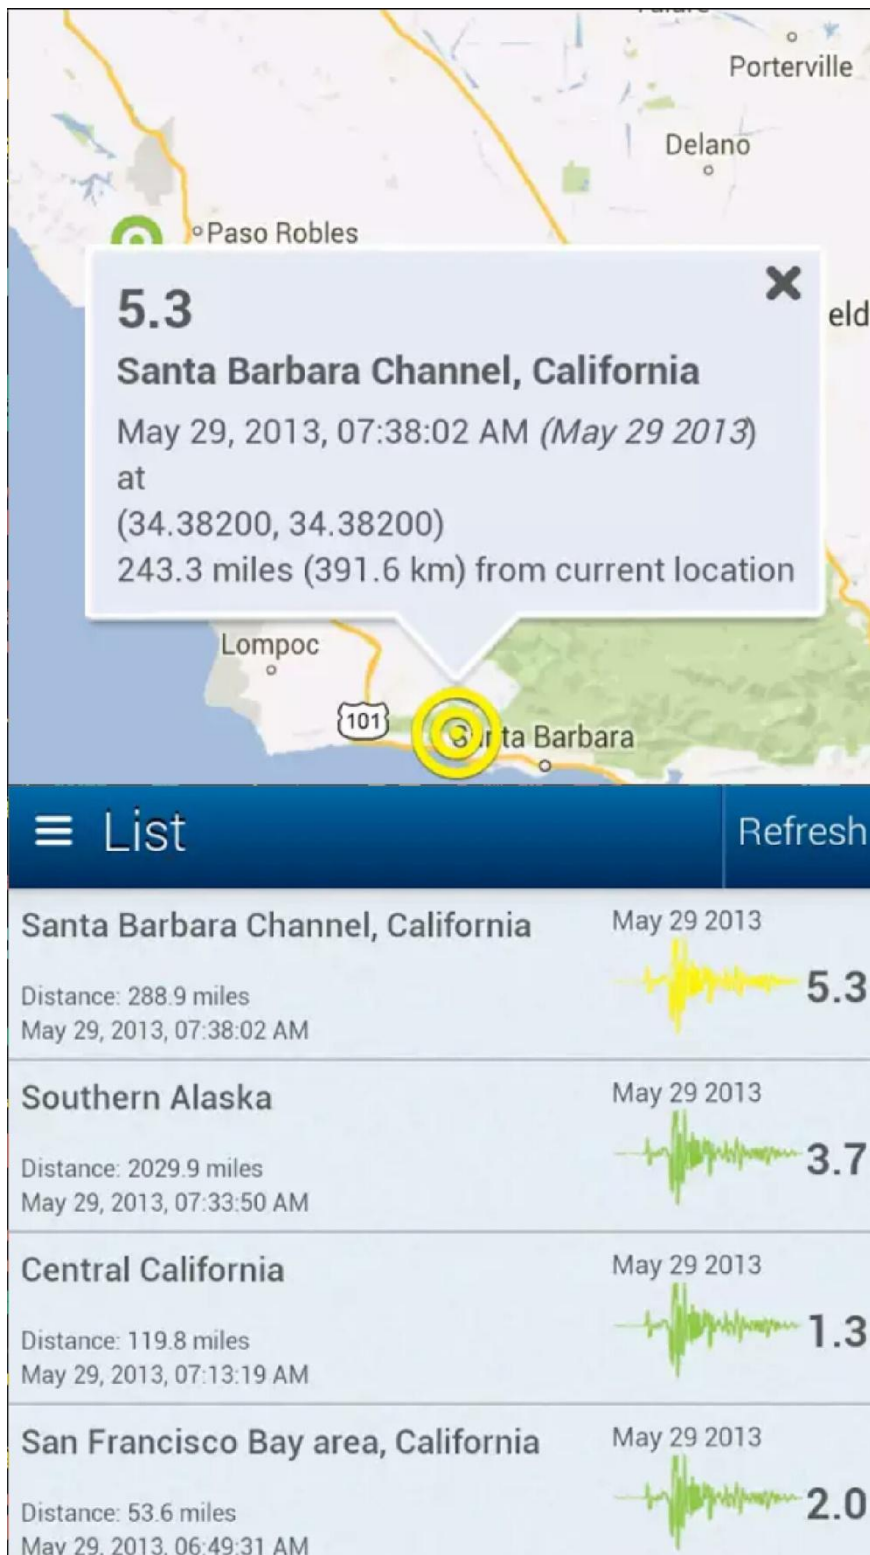 Porterville
Delano
Paso Robles
eld
5.3
Santa Barbara Channel, California
May 29, 2013, 07:38:02 AM (May 29 2013)
at
(34.38200, 34.38200)
243.3 miles (391.6 km) from current location
Lompoc
101
Santa Barbara
List
Refresh
Santa Barbara Channel, California
May 29 2013
5.3
Distance: 288.9 miles
May 29, 2013, 07:38:02 AM
Southern Alaska
May 29 2013
3.7
Distance: 2029.9 miles
May 29, 2013, 07:33:50 AM
Central California
May 29 2013
1.3
Distance: 119.8 miles
May 29, 2013, 07:13:19 AM
San Francisco Bay area, California
May 29 2013
2.0
Distance: 53.6 miles
May 29, 2013, 06:49:31 AM